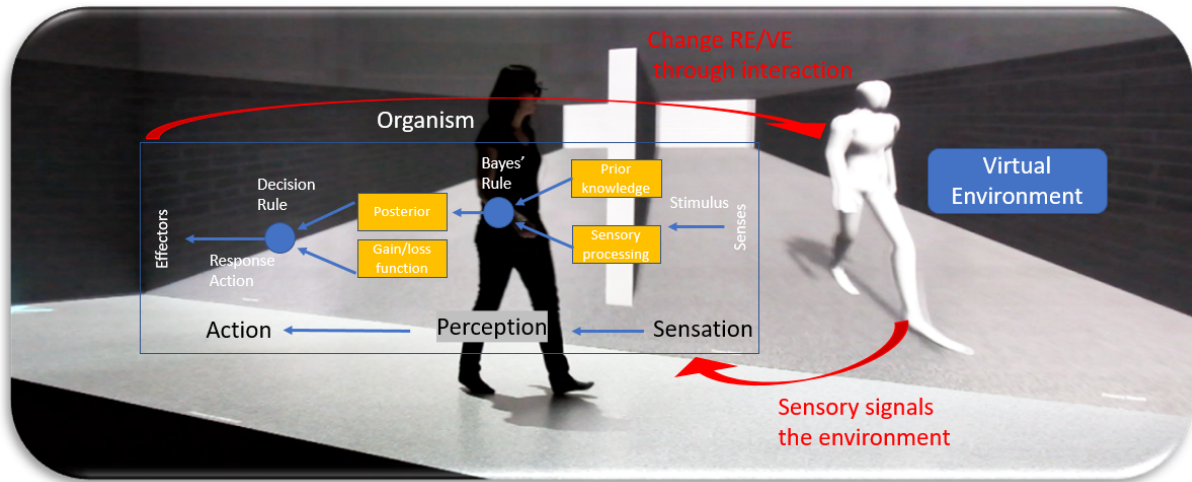 Change RE/VE
through interaction
Organism
Bayes'
Rule
Prior
knowledge
Decision
Rule
Posterior
Stimulus
Virtual
Environment
Effectors
Senses
Sensory
processing
Gain/loss
function
Response
Action
Action
Perception
Sensation
Sensory signals
the environment